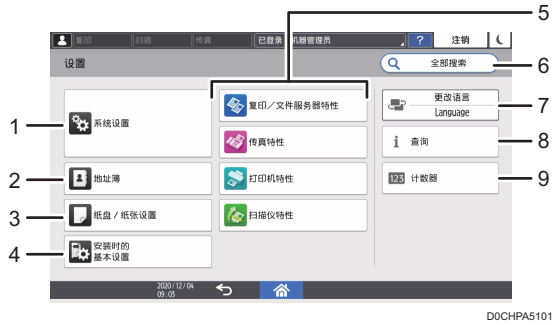 5
复印
扫描
传真
已登录
机器管理员
?
注销
设置
全部搜索
6
1
系统设置
复印／文件服务器特性
更改语言
Language
7
传真特性
i 查询
8
2
地址簿
打印机特性
123 计数器
9
3
纸盘 / 纸张设置
扫描仪特性
4
安装时的
基本设置
2020/12/04
09:03
D0CHPA5101